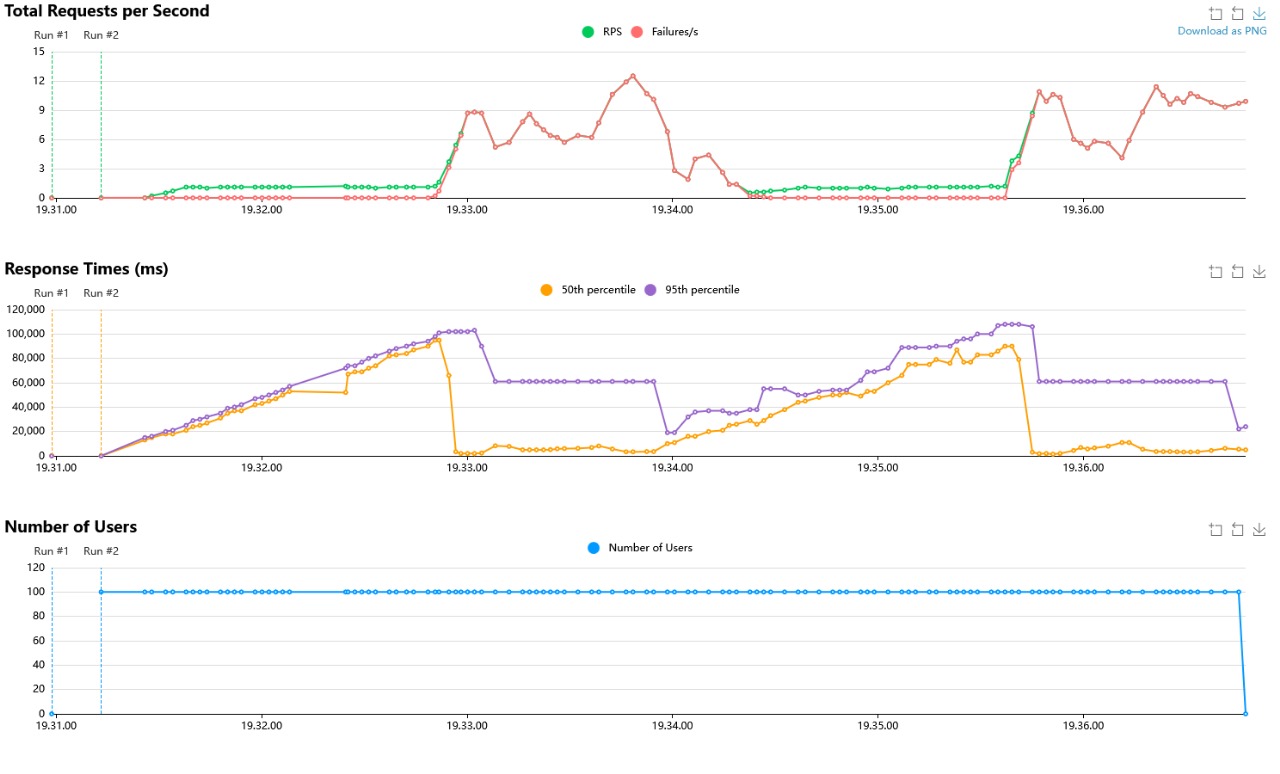 Total Requests per Second
Download as PNG
Run #1 Run #2
RPS Failures/s
15
12
9
6
3
0
19.31.00 19.32.00 19.33.00 19.34.00 19.35.00 19.36.00
Response Times (ms)
Run #1 Run #2
50th percentile 95th percentile
120,000
100,000
80,000
60,000
40,000
20,000
0
19.31.00 19.32.00 19.33.00 19.34.00 19.35.00 19.36.00
Number of Users
Run #1 Run #2
Number of Users
120
100
80
60
40
20
0
19.31.00 19.32.00 19.33.00 19.34.00 19.35.00 19.36.00